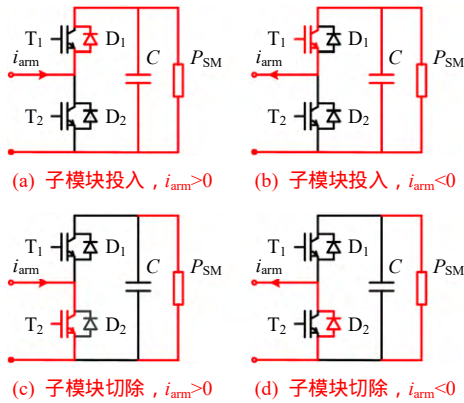 T1 D1 C PSM
iarm
T2 D2
(a) 子模块投入，iarm>0
T1 D1 C PSM
iarm
T2 D2
(b) 子模块投入，iarm<0
T1 D1 C PSM
iarm
T2 D2
(c) 子模块切除，iarm>0
T1 D1 C PSM
iarm
T2 D2
(d) 子模块切除，iarm<0